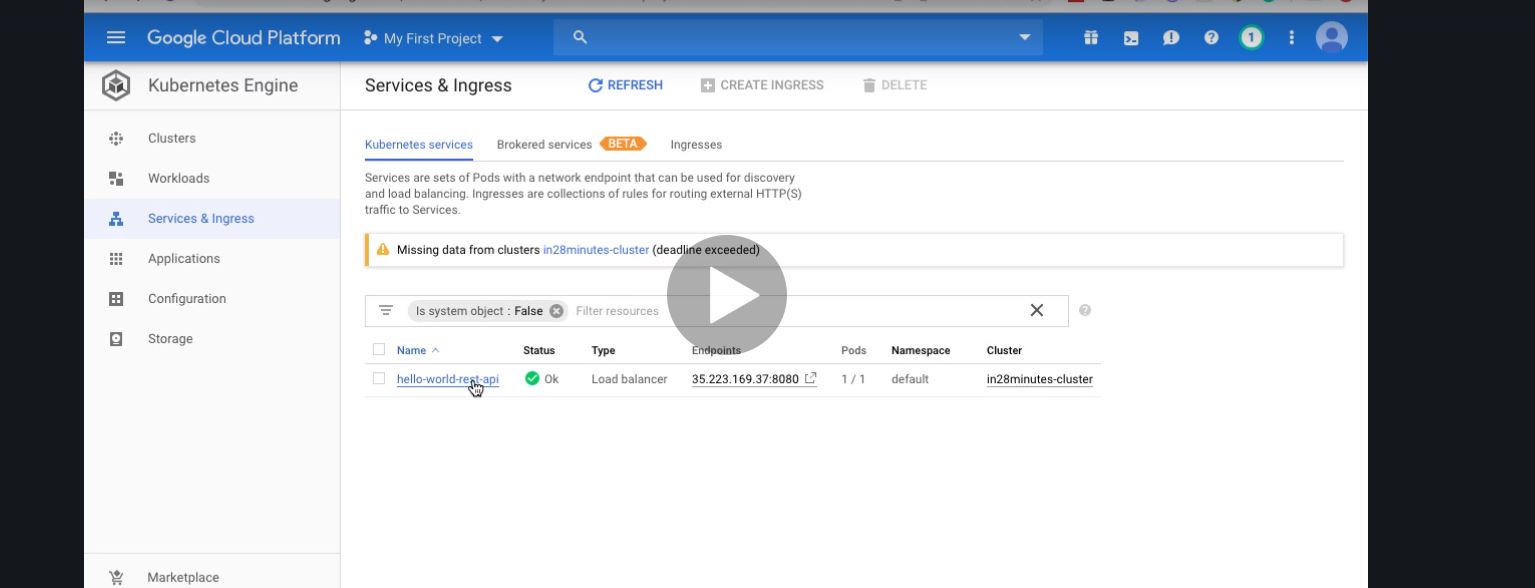 Google Cloud Platform My First Project 1
Kubernetes Engine Services & Ingress REFRESH CREATE INGRESS DELETE
Clusters
Workloads
Services & Ingress
Applications
Configuration
Storage
Marketplace
Kubernetes services Brokered services BETA Ingresses
Services are sets of Pods with a network endpoint that can be used for discovery
and load balancing. Ingresses are collections of rules for routing external HTTP(S)
traffic to Services.
Missing data from clusters in28minutes-cluster (deadline exceeded)
Is system object : False Filter resources
Name Status Type Endpoints Pods Namespace Cluster
hello-world-rest-api Ok Load balancer 35.223.169.37:8080 1 / 1 default in28minutes-cluster